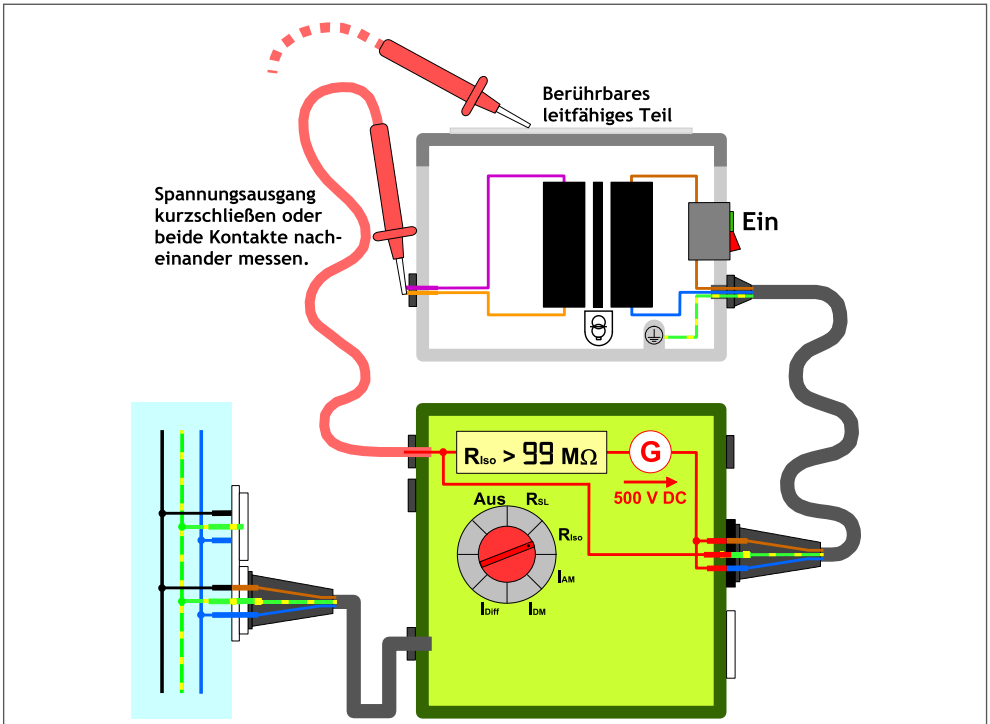 Berührbares
leitfähiges Teil
Spannungsausgang
kurzschließen oder
beide Kontakte nach-
einander messen.
Ein
RIso > 99 MΩ
G
500 V DC
Aus
RSL
RIso
IAM
IDM
IDiff